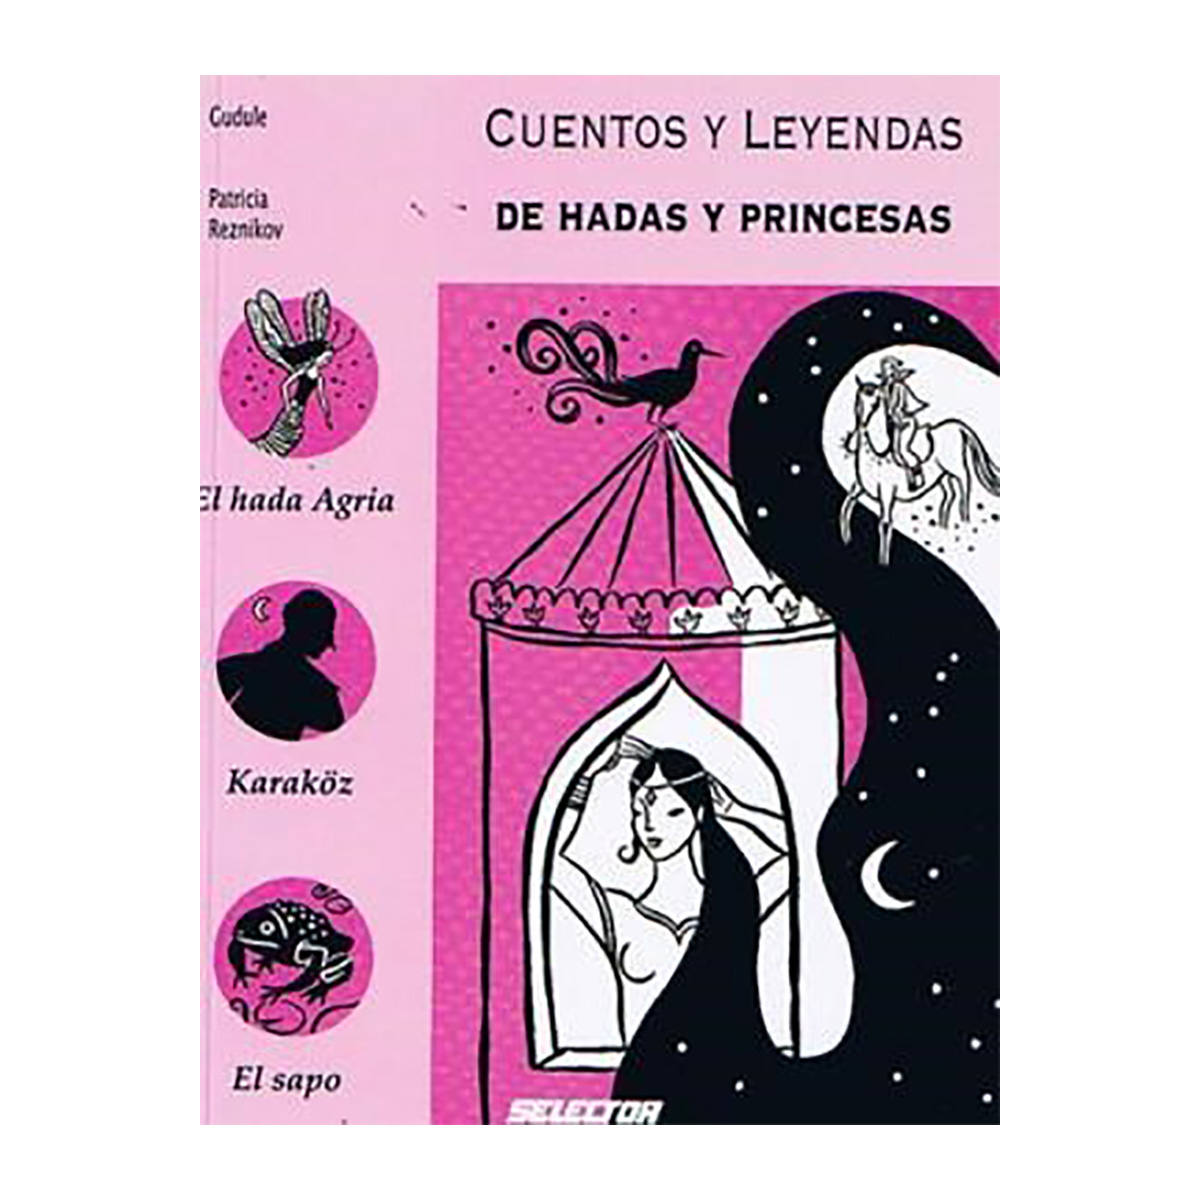 Gudule
Patricia
Reznikov
CUENTOS Y LEYENDAS
DE HADAS Y PRINCESAS
El hada Agria
Karaköz
El sapo
SELECTOR